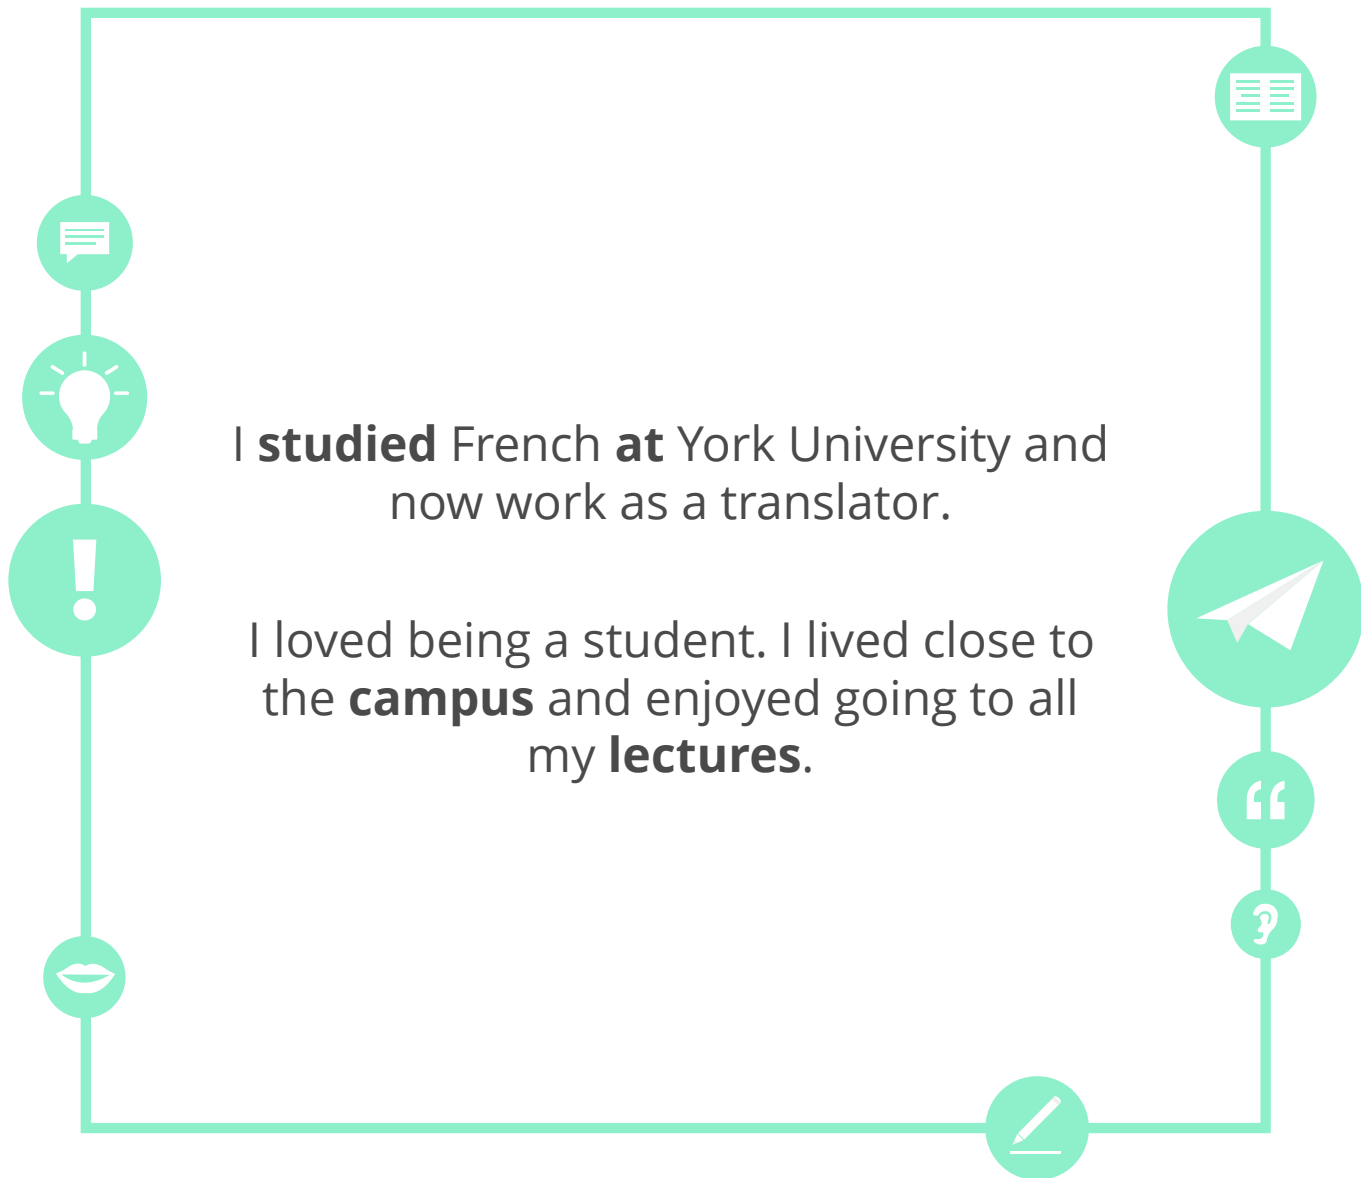 I studied French at York University and
now work as a translator.
I loved being a student. I lived close to
the campus and enjoyed going to all
my lectures.